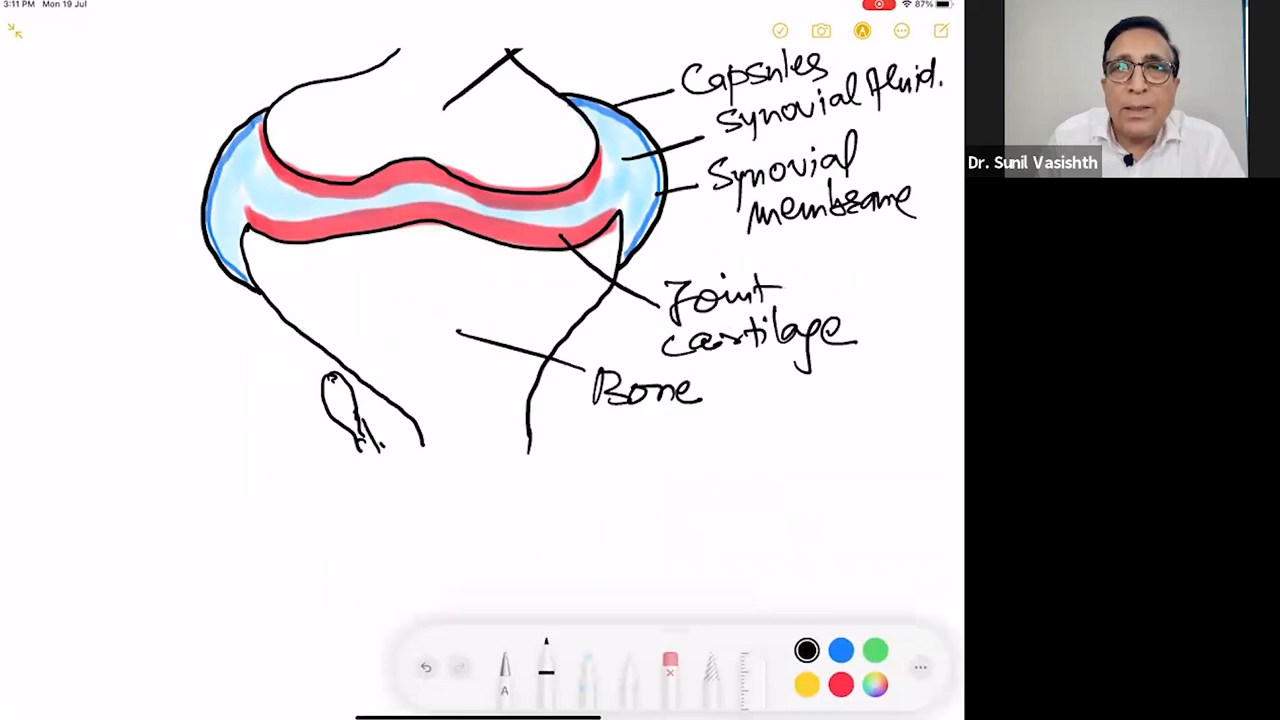 3:11 PM Mon 19 Jul
87%
Capsules
Synovial fluid.
Synovial
membrane
Joint
cartilage
Bone
Dr. Sunil Vasishth
A